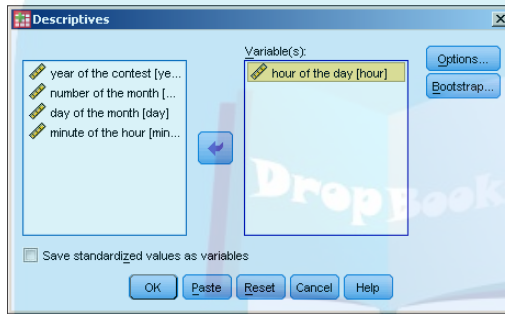 Descriptives
Variable(s):
year of the contest [ye...
number of the month [...
day of the month [day]
minute of the hour [min...
hour of the day [hour]
Options...
Bootstrap...
Drop Book
Save standardized values as variables
OK Paste Reset Cancel Help